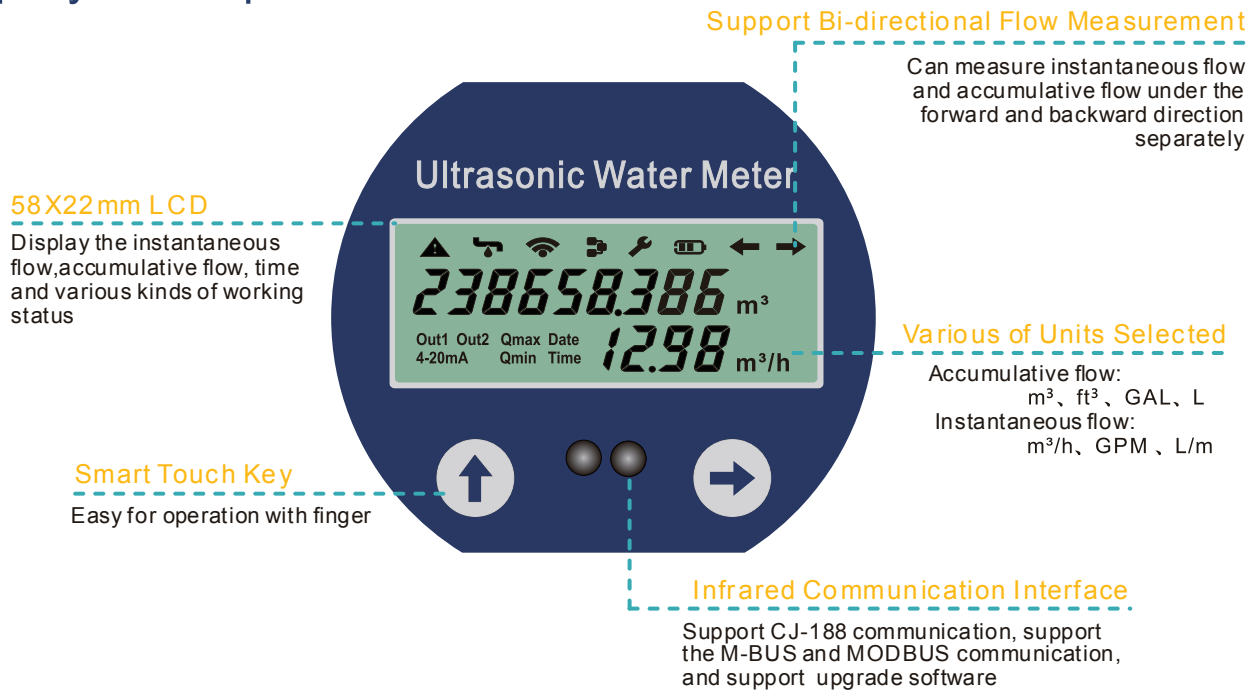 Support Bi-directional Flow Measurement
Can measure instantaneous flow
and accumulative flow under the
forward and backward direction
separately
Ultrasonic Water Meter
58X22mm LCD
Display the instantaneous
flow,accumulative flow, time
and various kinds of working
status
238658.386 m³
Out1 Out2 Qmax Date
4-20mA Qmin Time
12.98 m³/h
Various of Units Selected
Accumulative flow:
m³、ft³、GAL、L
Instantaneous flow:
m³/h、GPM、L/m
Smart Touch Key
Easy for operation with finger
Infrared Communication Interface
Support CJ-188 communication, support
the M-BUS and MODBUS communication,
and support upgrade software